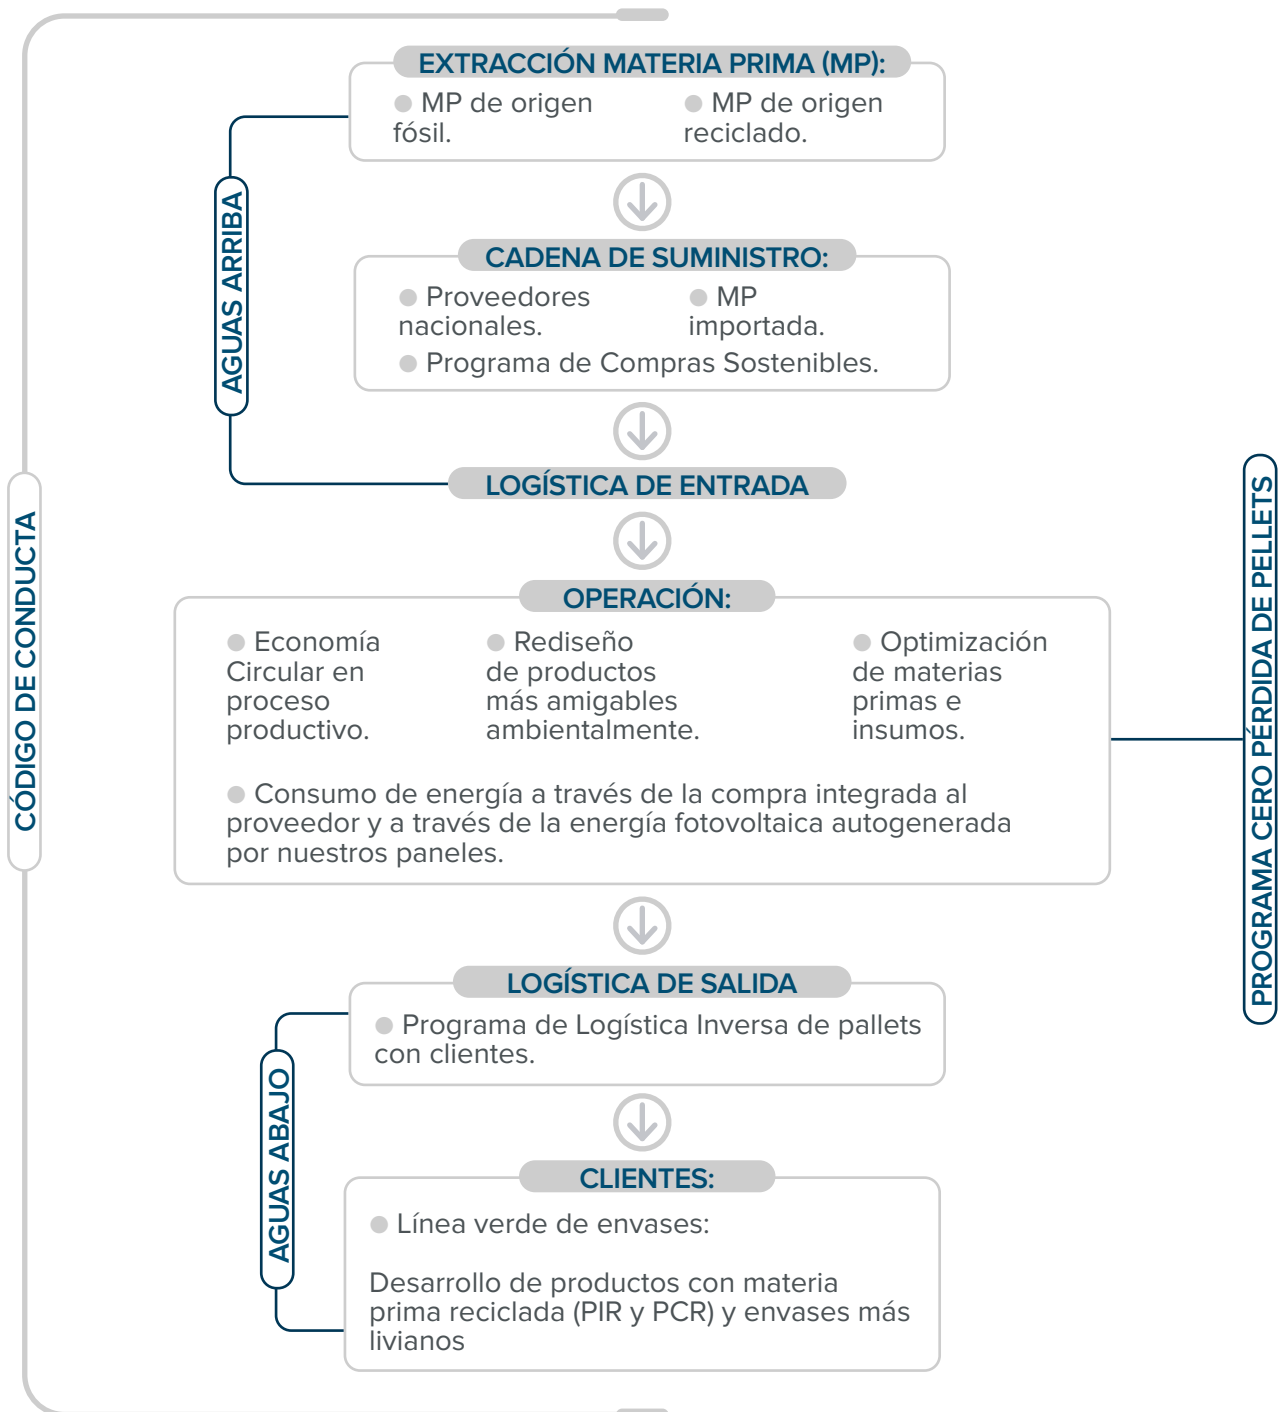 EXTRACCIÓN MATERIA PRIMA (MP):
● MP de origen
fósil.
● MP de origen
reciclado.
AGUAS ARRIBA
CADENA DE SUMINISTRO:
● Proveedores
nacionales.
● MP
importada.
● Programa de Compras Sostenibles.
LOGÍSTICA DE ENTRADA
CÓDIGO DE CONDUCTA
OPERACIÓN:
● Economía
Circular en
proceso
productivo.
● Rediseño
de productos
más amigables
ambientalmente.
● Optimización
de materias
primas e
insumos.
● Consumo de energía a través de la compra integrada al
proveedor y a través de la energía fotovoltaica autogenerada
por nuestros paneles.
PROGRAMA CERO PÉRDIDA DE PELLETS
LOGÍSTICA DE SALIDA
● Programa de Logística Inversa de pallets
con clientes.
AGUAS ABAJO
CLIENTES:
● Línea verde de envases:
Desarrollo de productos con materia
prima reciclada (PIR y PCR) y envases más
livianos